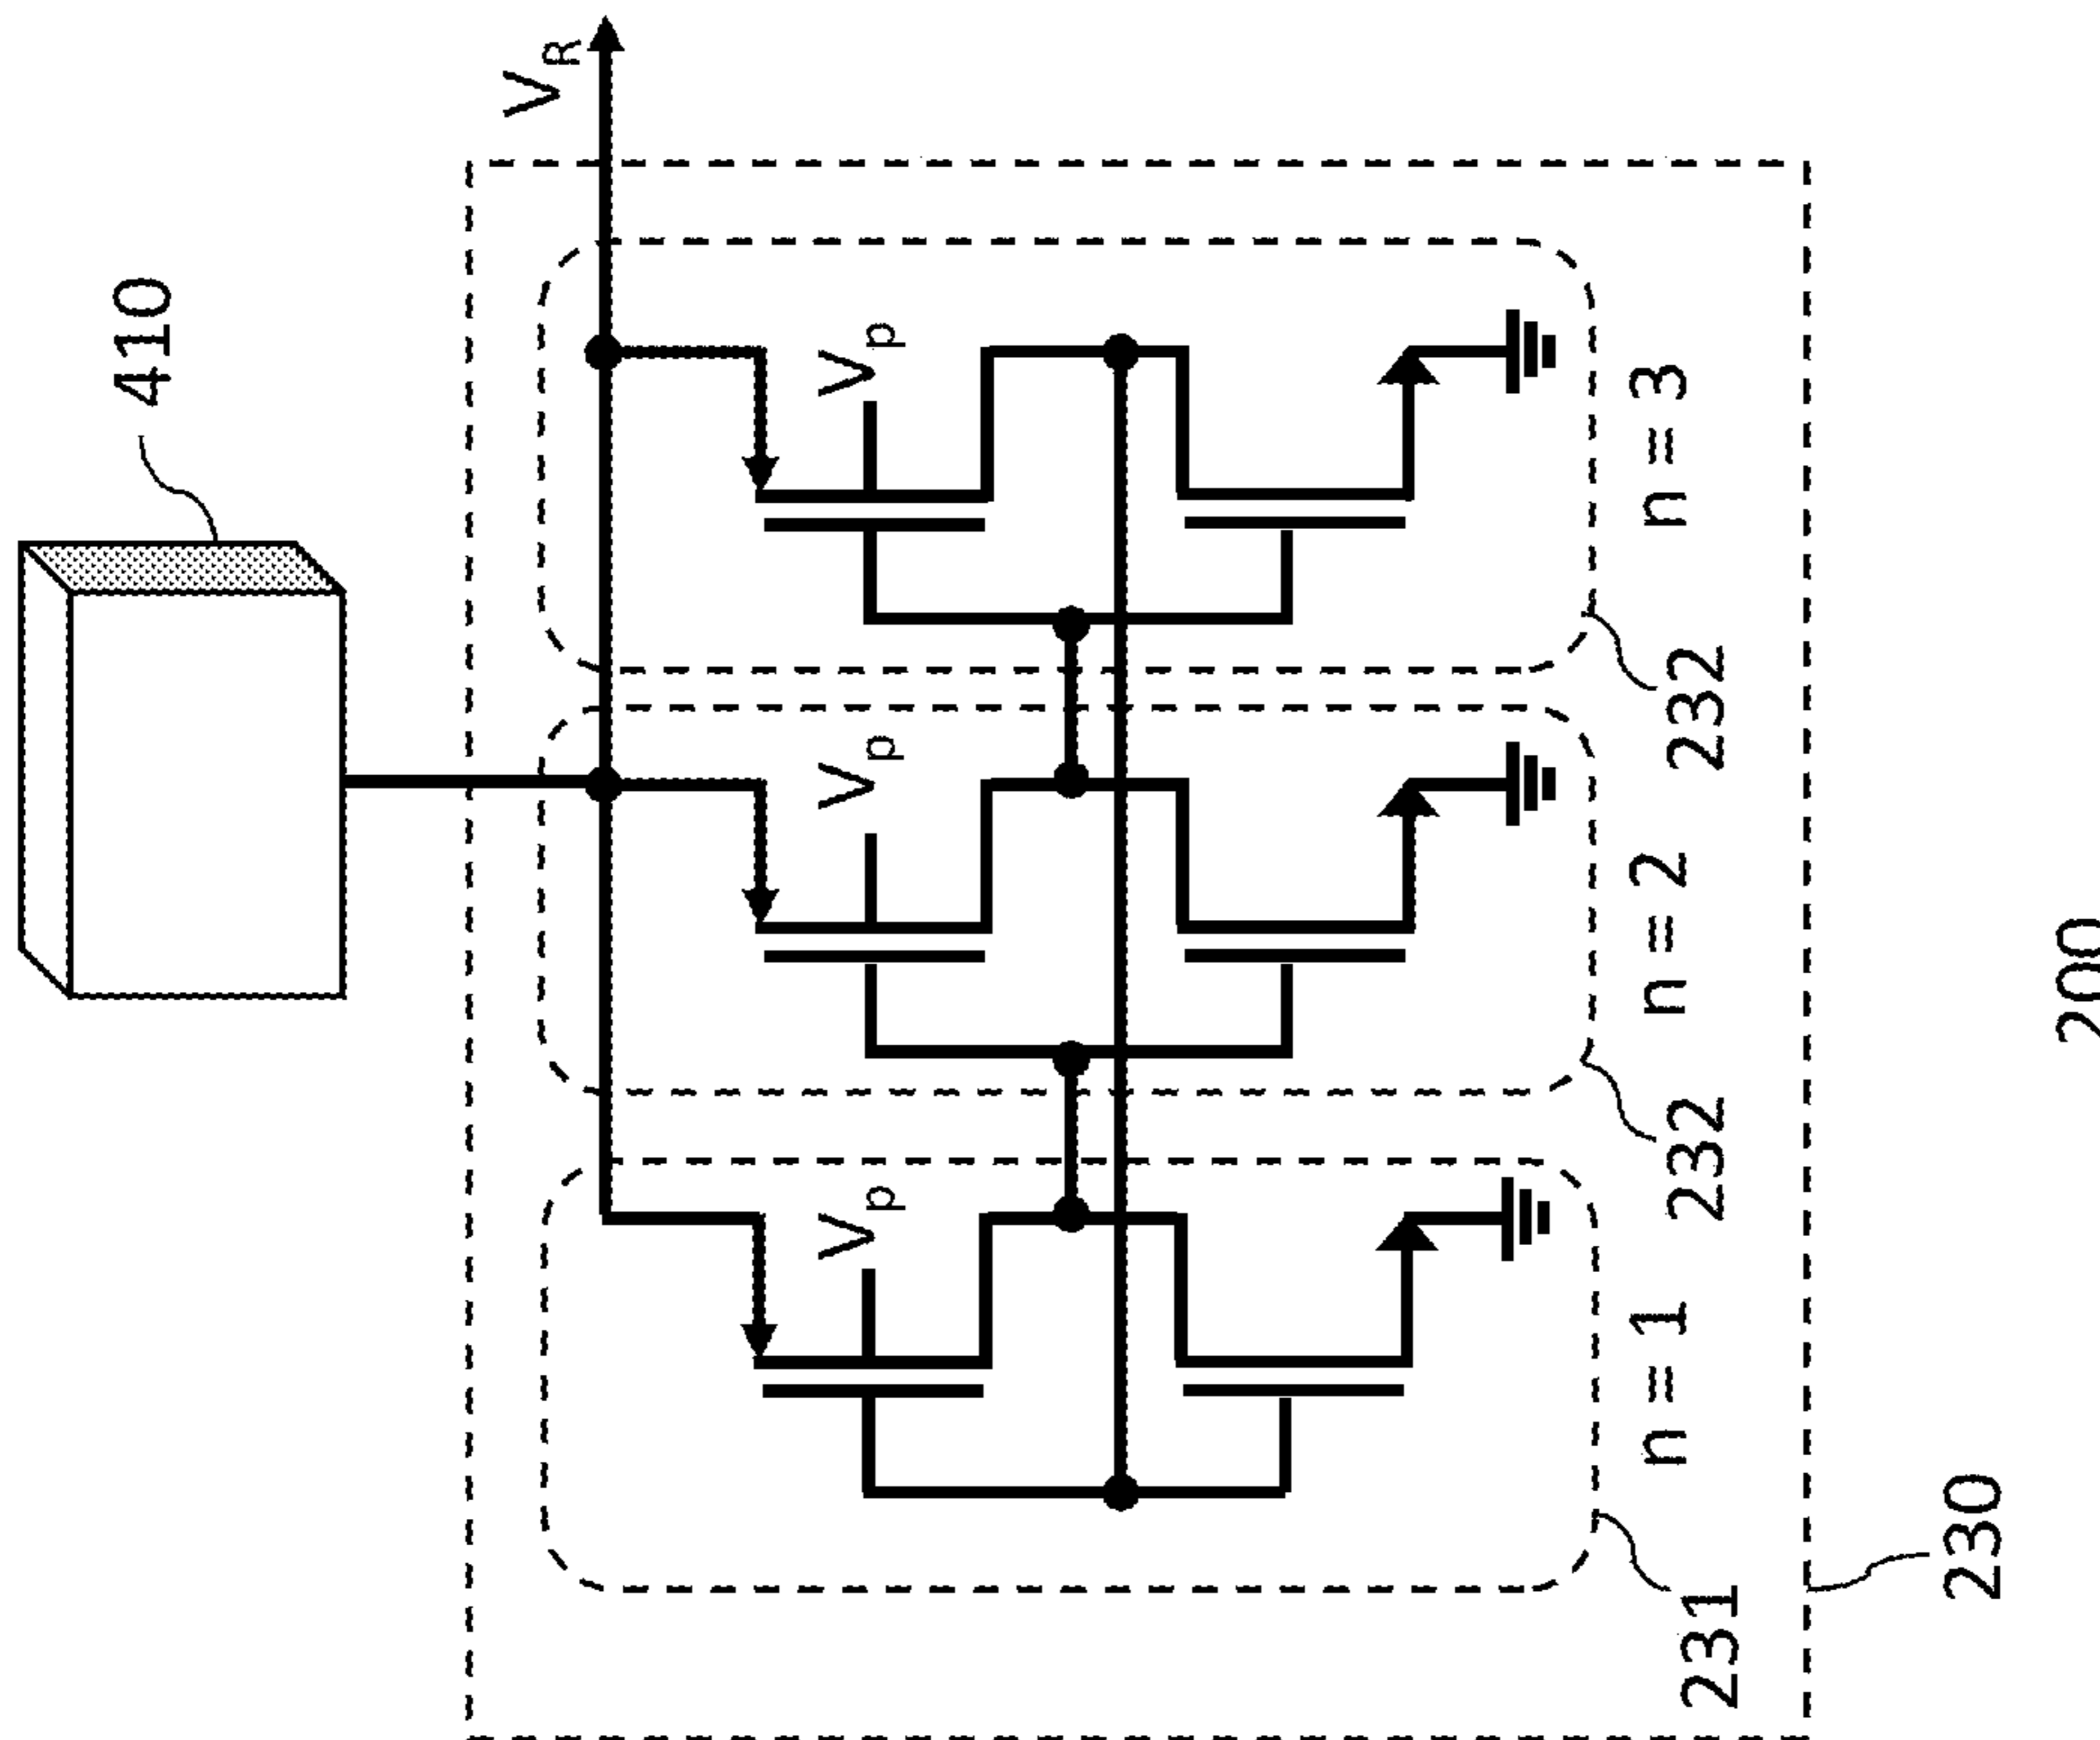 410
V_R
V_p
V_p
V_p
n = 1
n = 2
n = 3
231
232
232
230
200